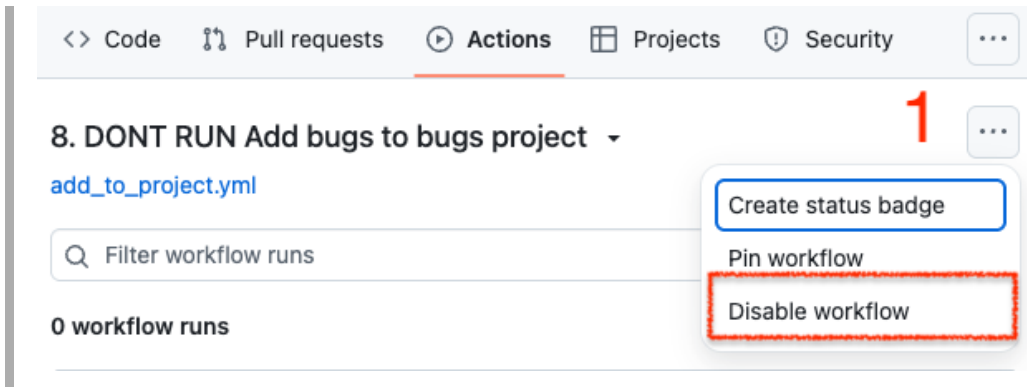 <> Code Pull requests Actions Projects Security ...
1
8. DONT RUN Add bugs to bugs project
...
add_to_project.yml
Create status badge
Filter workflow runs
Pin workflow
Disable workflow
0 workflow runs